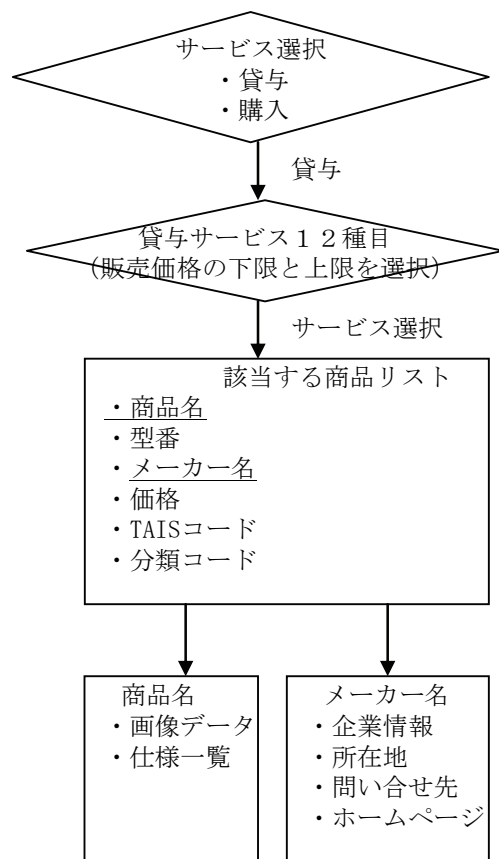 サービス選択
・貸与
・購入
貸与
貸与サービス１２種目
(販売価格の下限と上限を選択)
サービス選択
該当する商品リスト
・商品名
・型番
・メーカー名
・価格
・TAISコード
・分類コード
商品名
・画像データ
・仕様一覧
メーカー名
・企業情報
・所在地
・問い合せ先
・ホームページ